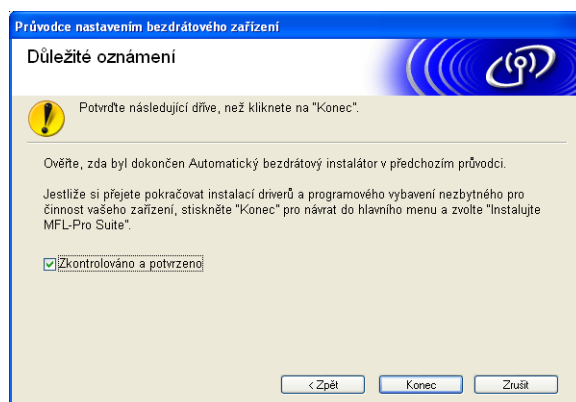 Průvodce nastavením bezdrátového zařízení
Důležité oznámení
Potvrďte následující dříve, než kliknete na "Konec".
Ověřte, zda byl dokončen Automatický bezdrátový instalátor v předchozím průvodci.
Jestliže si přejete pokračovat instalací driverů a programového vybavení nezbytného pro
činnost vašeho zařízení, stiskněte "Konec" pro návrat do hlavního menu a zvolte "Instalujte
MFL-Pro Suite".
Zkontrolováno a potvrzeno
< Zpět
Konec
Zrušit